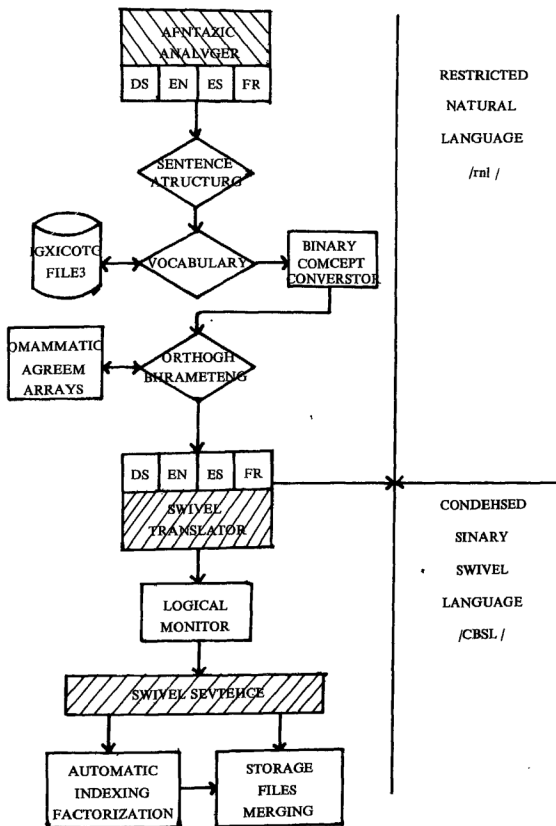 AFNTAZIC
ANALVGER
DS EN ES FR
RESTRICTED
NATURAL
LANGUAGE
/rnl /
SENTENCE
ATRUCTURG
IGXICOTG
FILE3
VOCABULARY
BINARY
COMCEPT
CONVERSTOR
OMAMMATIC
AGREEM
ARRAYS
ORTHOGH
BHRAMETENG
DS EN ES FR
SWIVEL
TRANSLATOR
CONDEHSED
SINARY
SWIVEL
LANGUAGE
/CBSL /
LOGICAL
MONITOR
SWIVEL SEVTEHCE
AUTOMATIC
INDEXING
FACTORIZATION
STORAGE
FILES
MERGING